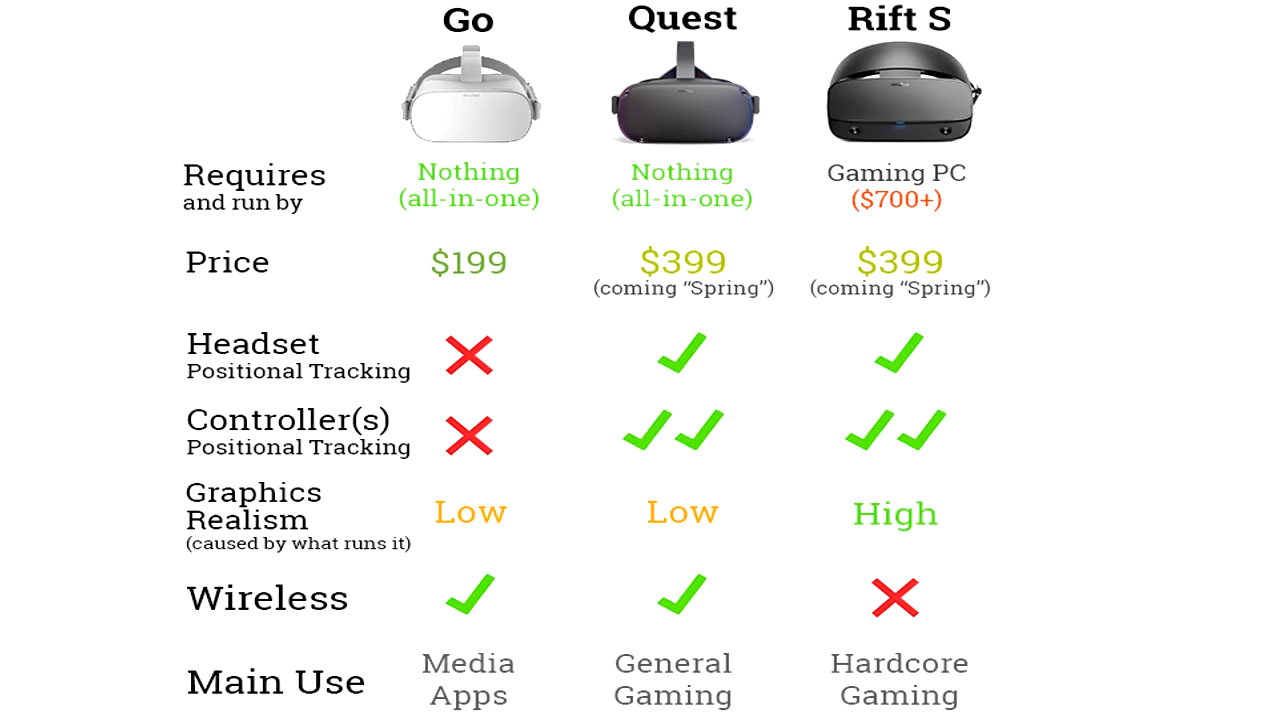 Go Quest Rift S
Requires Nothing Nothing Gaming PC
and run by (all-in-one) (all-in-one) ($700+)
Price $199 $399 $399
(coming “Spring”) (coming “Spring”)
Headset
Positional Tracking
Controller(s)
Positional Tracking
Graphics
Realism Low Low High
(caused by what runs it)
Wireless
Main Use Media General Hardcore
Apps Gaming Gaming